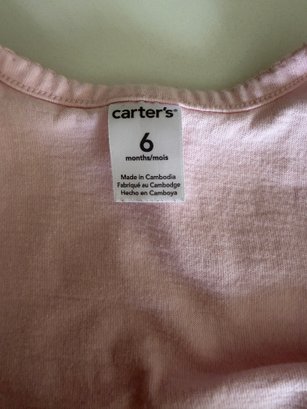 carter's
6
months/mois
Made in Cambodia
Fabriqué au Cambodge
Hecho en Camboya